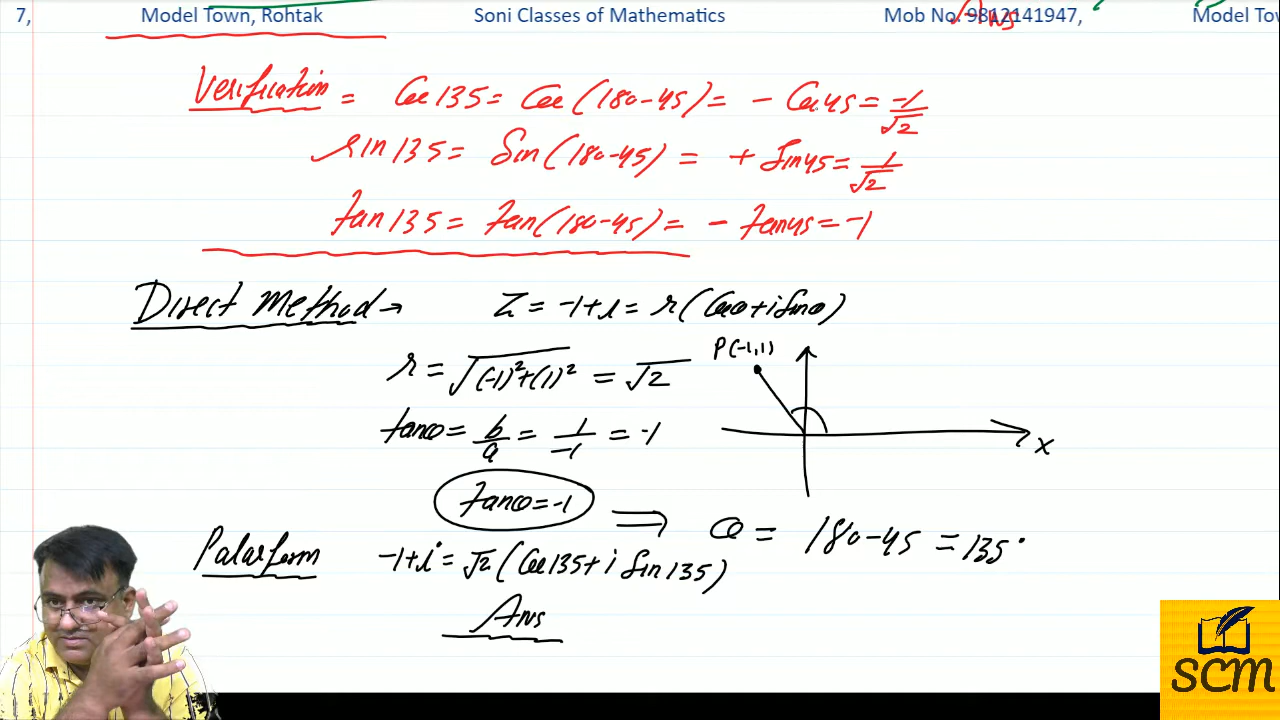 7, Model Town, Rohtak Soni Classes of Mathematics Mob No. 9812141947, Model Tow
Verification = Cos 135 = Cos (180-45) = - Cos 45 = -1/√2
Sin 135 = Sin (180-45) = + Sin 45 = 1/√2
tan 135 = tan (180-45) = - tan 45 = -1
Direct Method → Z = -1+i = r (Cosθ + i Sinθ)
r = √(-1)²+(1)² = √2
P(-1,1)
tanθ = b/a = 1/-1 = -1
X
tanθ = -1 ⇒ θ = 180-45 = 135°
Polar form -1+i = √2 (Cos 135 + i Sin 135)
Ans
SCM